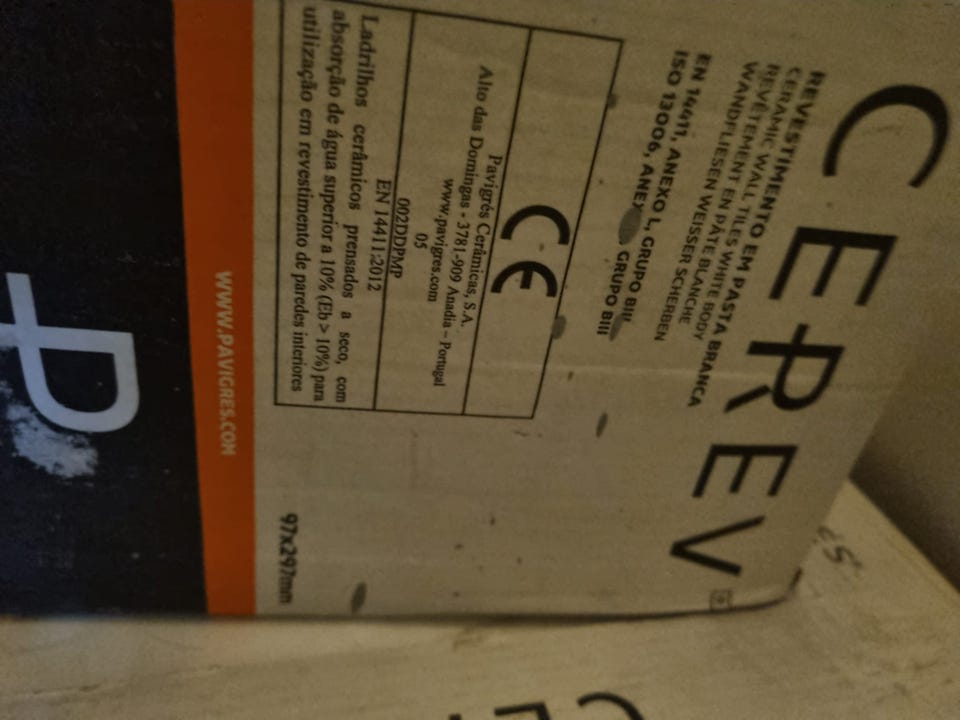 CEREV
REVESTIMENTO EM PASTA BRANCA
CERAMIC WALL TILES WHITE BODY
REVÊTEMENT EN PÂTE BLANCHE
WANDFLIESEN WEISSER SCHERBEN
EN 14411, ANEXO L, GRUPO BIII
ISO 13006, GRUPO BIII
CE
Pavigrés Cerâmicas, S.A.
Alto das Domingas - 3781-909 Anadia - Portugal
www.pavigres.com
05
002DDPMP
EN 14411:2012
Ladrilhos cerâmicos prensados a seco, com
absorção de água superior a 10% (Eb > 10%) para
utilização em revestimento de paredes interiores
97x297mm
WWW.PAVIGRES.COM
P
CE